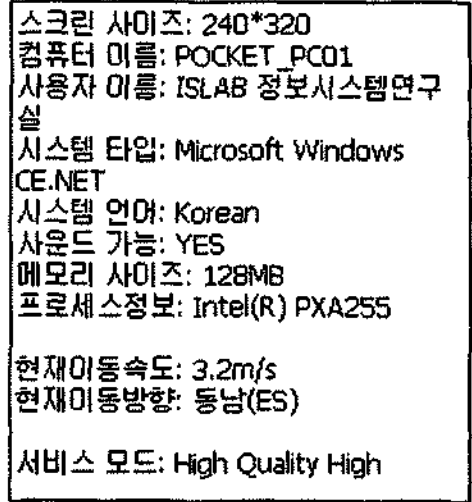 스크린 사이즈: 240*320
컴퓨터 이름: POCKET_PC01
사용자 이름: ISLAB 정보시스템연구
실
시스템 타입: Microsoft Windows
CE.NET
시스템 언어: Korean
사운드 가능: YES
메모리 사이즈: 128MB
프로세스정보: Intel(R) PXA255
현재이동속도: 3.2m/s
현재이동방향: 동남(ES)
서비스 모드: High Quality High